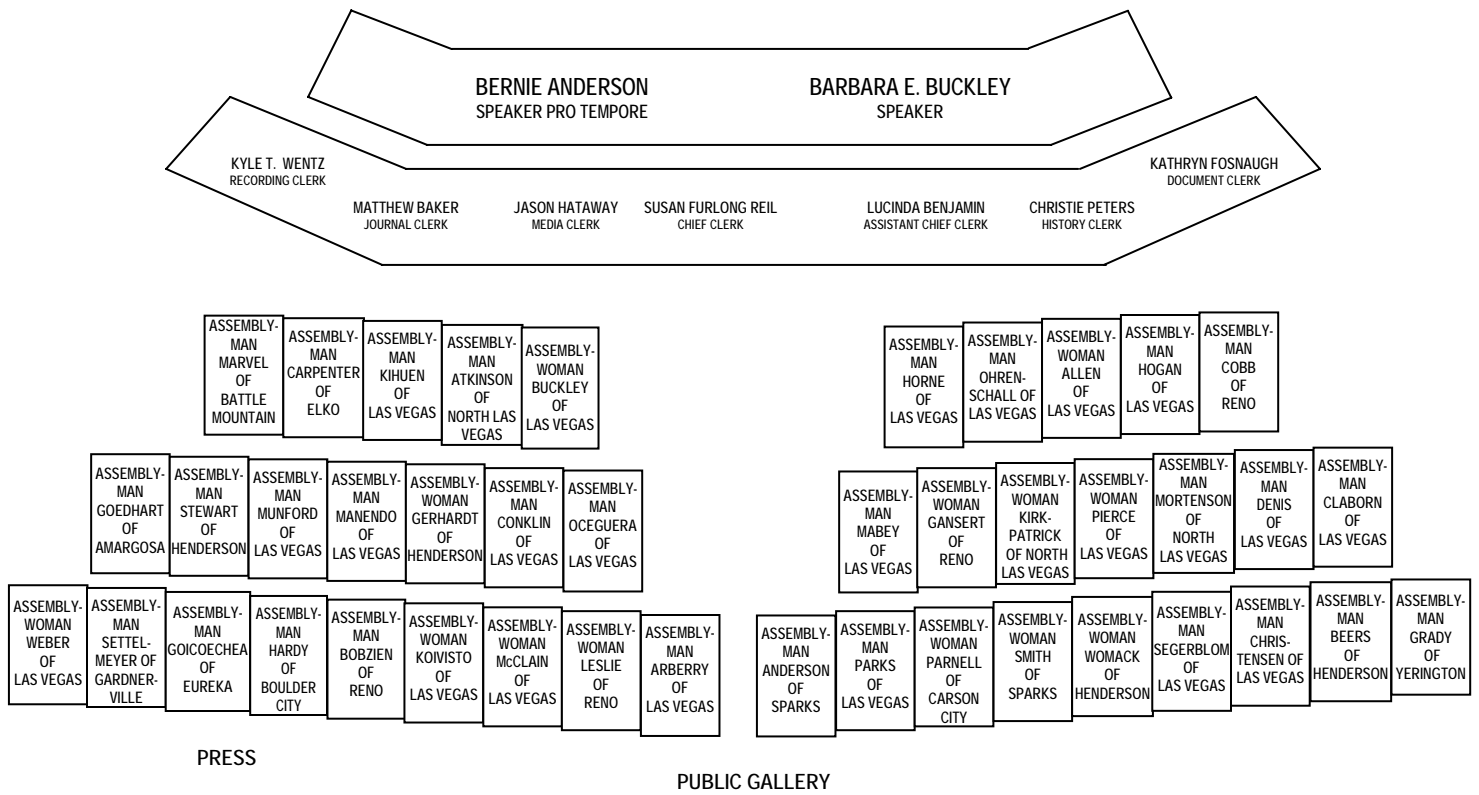 BERNIE ANDERSON
SPEAKER PRO TEMPORE
BARBARA E. BUCKLEY
SPEAKER
KYLE T. WENTZ
RECORDING CLERK
MATTHEW BAKER
JOURNAL CLERK
JASON HATAWAY
MEDIA CLERK
SUSAN FURLONG REIL
CHIEF CLERK
LUCINDA BENJAMIN
ASSISTANT CHIEF CLERK
CHRISTIE PETERS
HISTORY CLERK
KATHRYN FOSNAUGH
DOCUMENT CLERK
ASSEMBLY-
MAN
MARVEL
OF
BATTLE
MOUNTAIN
ASSEMBLY-
MAN
CARPENTER
OF
ELKO
ASSEMBLY-
MAN
KIHUEN
OF
LAS VEGAS
ASSEMBLY-
MAN
ATKINSON
OF
NORTH LAS
VEGAS
ASSEMBLY-
WOMAN
BUCKLEY
OF
LAS VEGAS
ASSEMBLY-
MAN
HORNE
OF
LAS VEGAS
ASSEMBLY-
MAN
OHREN-
SCHALL OF
LAS VEGAS
ASSEMBLY-
WOMAN
ALLEN
OF
LAS VEGAS
ASSEMBLY-
MAN
HOGAN
OF
LAS VEGAS
ASSEMBLY-
MAN
COBB
OF
RENO
ASSEMBLY-
MAN
GOEDHART
OF
AMARGOSA
ASSEMBLY-
MAN
STEWART
OF
HENDERSON
ASSEMBLY-
MAN
MUNFORD
OF
LAS VEGAS
ASSEMBLY-
MAN
MANENDO
OF
LAS VEGAS
ASSEMBLY-
WOMAN
GERHARDT
OF
HENDERSON
ASSEMBLY-
MAN
CONKLIN
OF
LAS VEGAS
ASSEMBLY-
MAN
OCEGUERA
OF
LAS VEGAS
ASSEMBLY-
MAN
MABEY
OF
LAS VEGAS
ASSEMBLY-
WOMAN
GANSERT
OF
RENO
ASSEMBLY-
WOMAN
KIRK-
PATRICK
OF NORTH
LAS VEGAS
ASSEMBLY-
WOMAN
PIERCE
OF
LAS VEGAS
ASSEMBLY-
MAN
MORTENSON
OF
NORTH
LAS VEGAS
ASSEMBLY-
MAN
DENIS
OF
LAS VEGAS
ASSEMBLY-
MAN
CLABORN
OF
LAS VEGAS
ASSEMBLY-
WOMAN
WEBER
OF
LAS VEGAS
ASSEMBLY-
MAN
SETTEL-
MEYER OF
GARDNER-
VILLE
ASSEMBLY-
MAN
GOICOECHEA
OF
EUREKA
ASSEMBLY-
MAN
HARDY
OF
BOULDER
CITY
ASSEMBLY-
MAN
BOBZIEN
OF
RENO
ASSEMBLY-
WOMAN
KOIVISTO
OF
LAS VEGAS
ASSEMBLY-
WOMAN
McCLAIN
OF
LAS VEGAS
ASSEMBLY-
WOMAN
LESLIE
OF
RENO
ASSEMBLY-
MAN
ARBERRY
OF
LAS VEGAS
ASSEMBLY-
MAN
ANDERSON
OF
SPARKS
ASSEMBLY-
MAN
PARKS
OF
LAS VEGAS
ASSEMBLY-
WOMAN
PARNELL
OF
CARSON
CITY
ASSEMBLY-
WOMAN
SMITH
OF
SPARKS
ASSEMBLY-
WOMAN
WOMACK
OF
HENDERSON
ASSEMBLY-
MAN
SEGERBLOM
OF
LAS VEGAS
ASSEMBLY-
MAN
CHRIS-
TENSEN OF
LAS VEGAS
ASSEMBLY-
MAN
BEERS
OF
HENDERSON
ASSEMBLY-
MAN
GRADY
OF
YERINGTON
PRESS
PUBLIC GALLERY